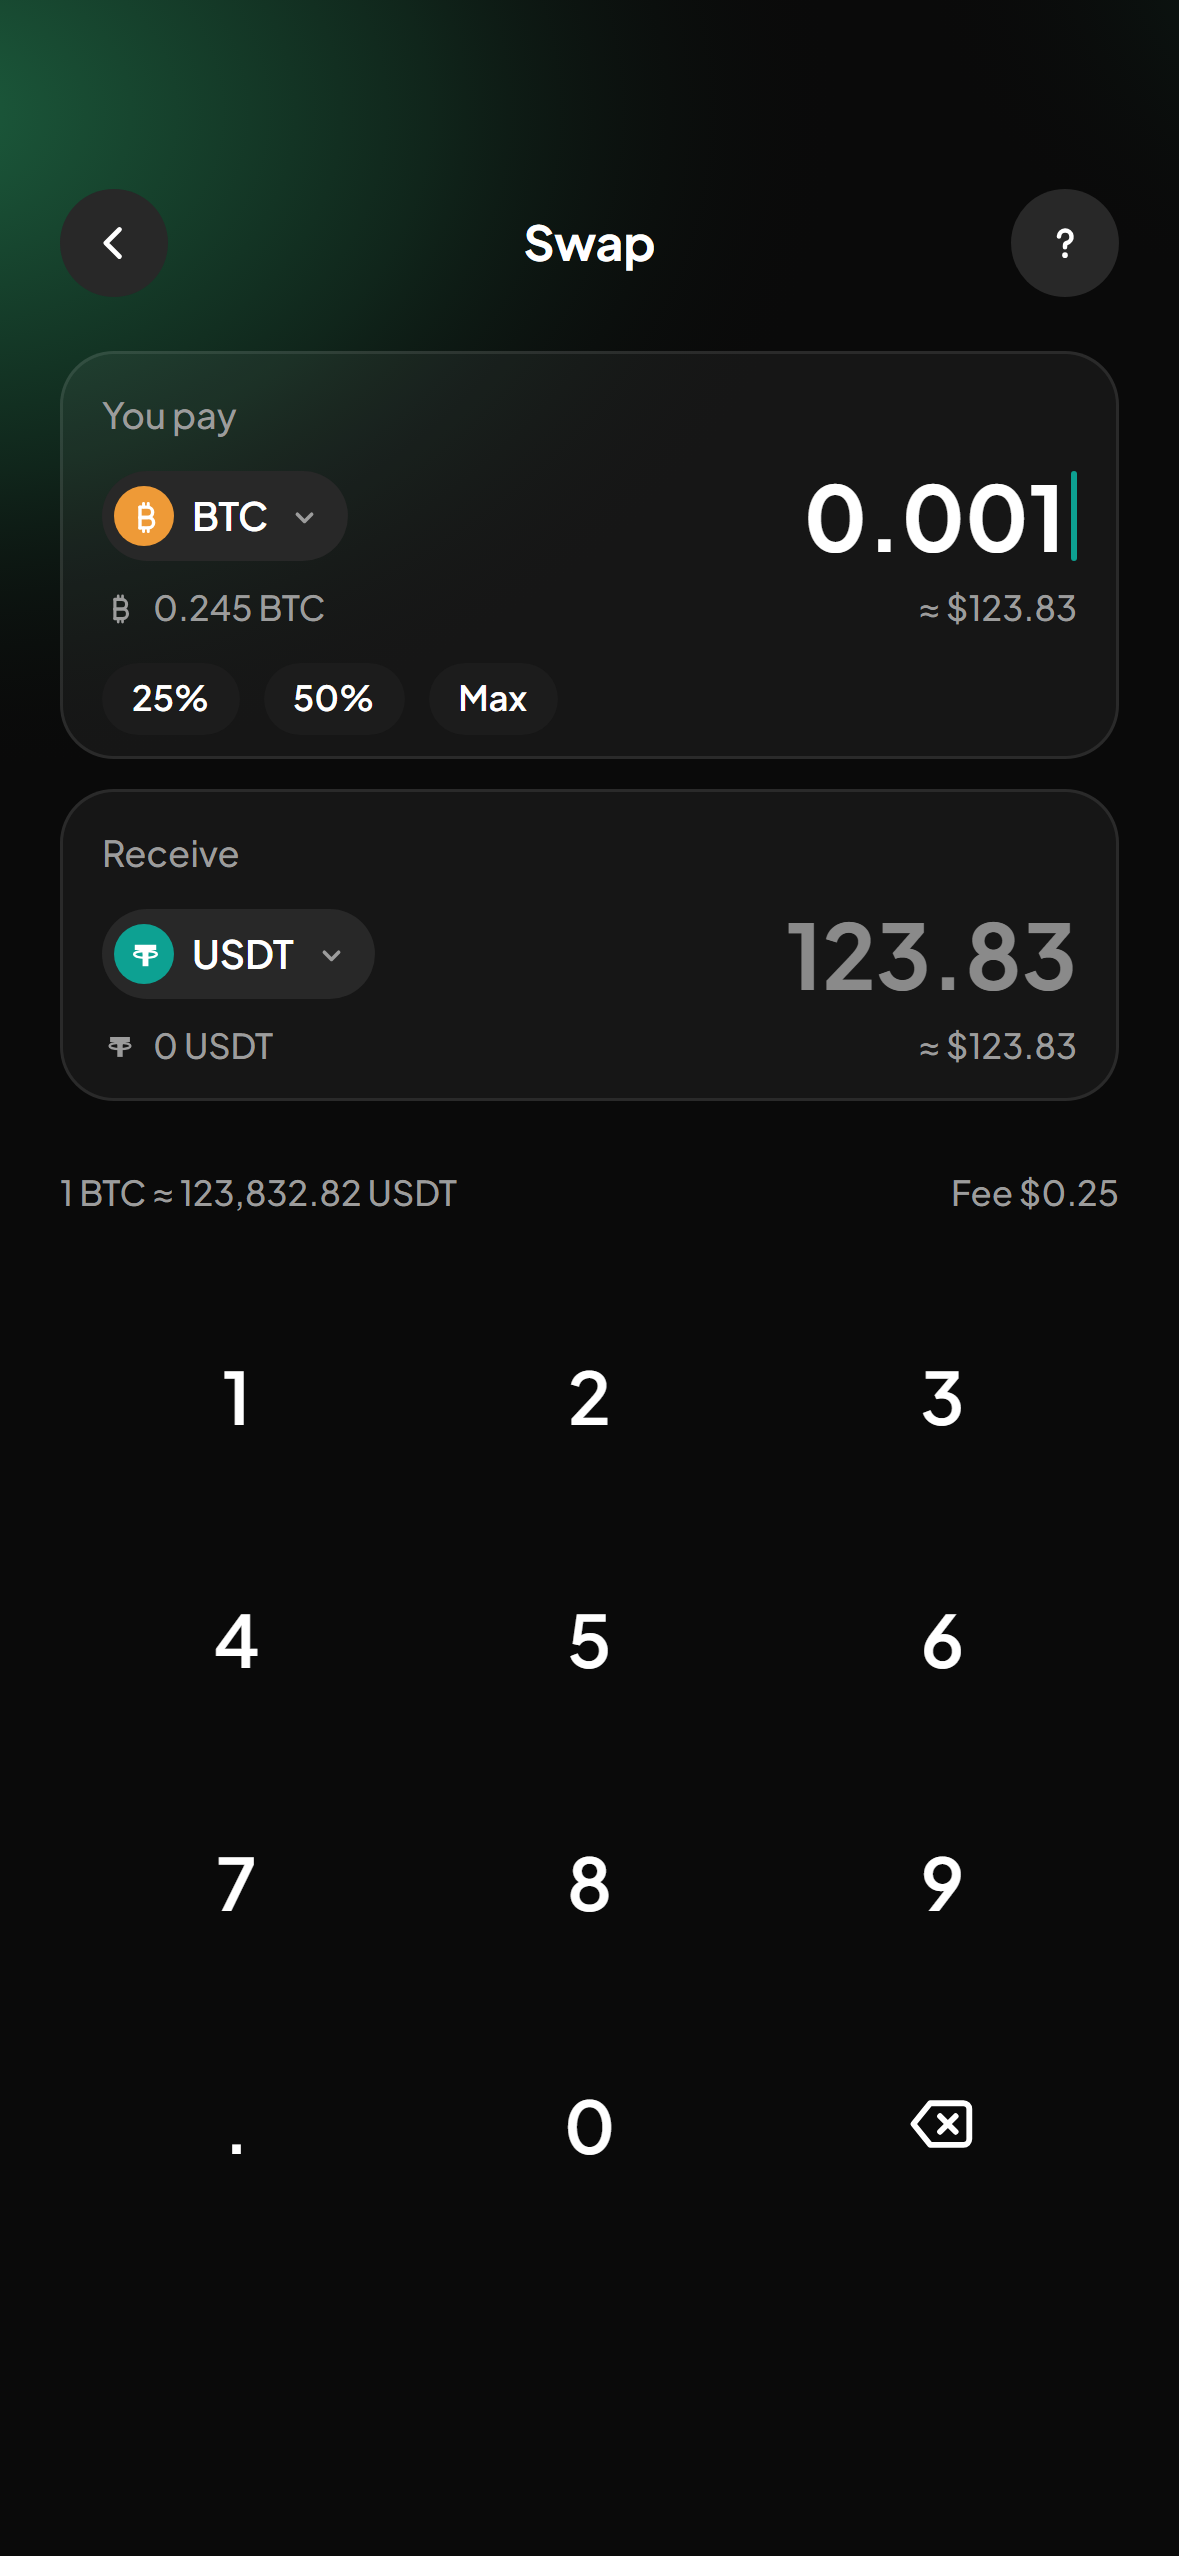 Swap
?
You pay
BTC
0.001
0.245 BTC
≈ $123.83
25%
50%
Max
Receive
USDT
123.83
0 USDT
≈ $123.83
1 BTC ≈ 123,832.82 USDT
Fee $0.25
1 2 3
4 5 6
7 8 9
. 0